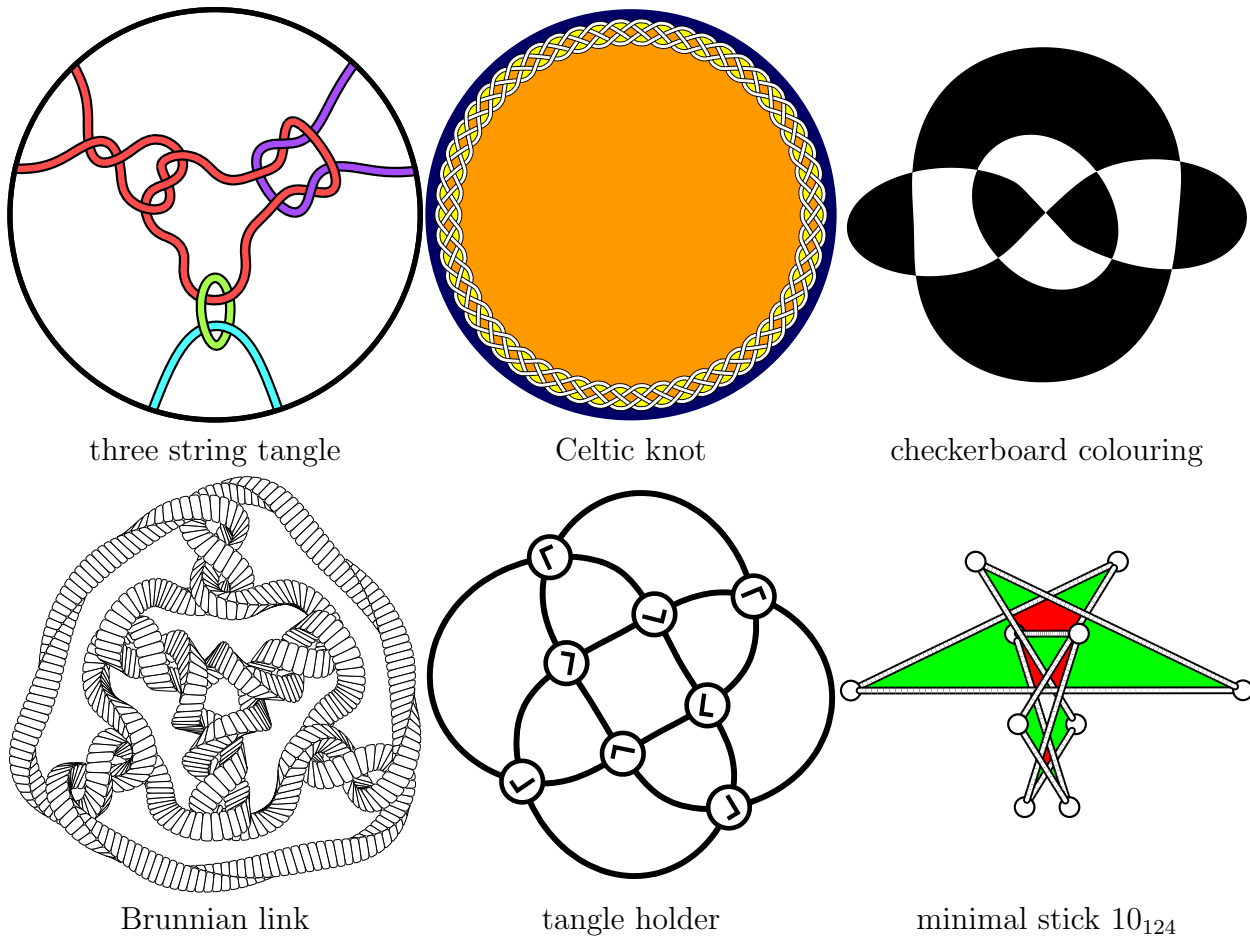 three string tangle
Celtic knot
checkerboard colouring
Brunnian link
tangle holder
minimal stick 10₁₂₄